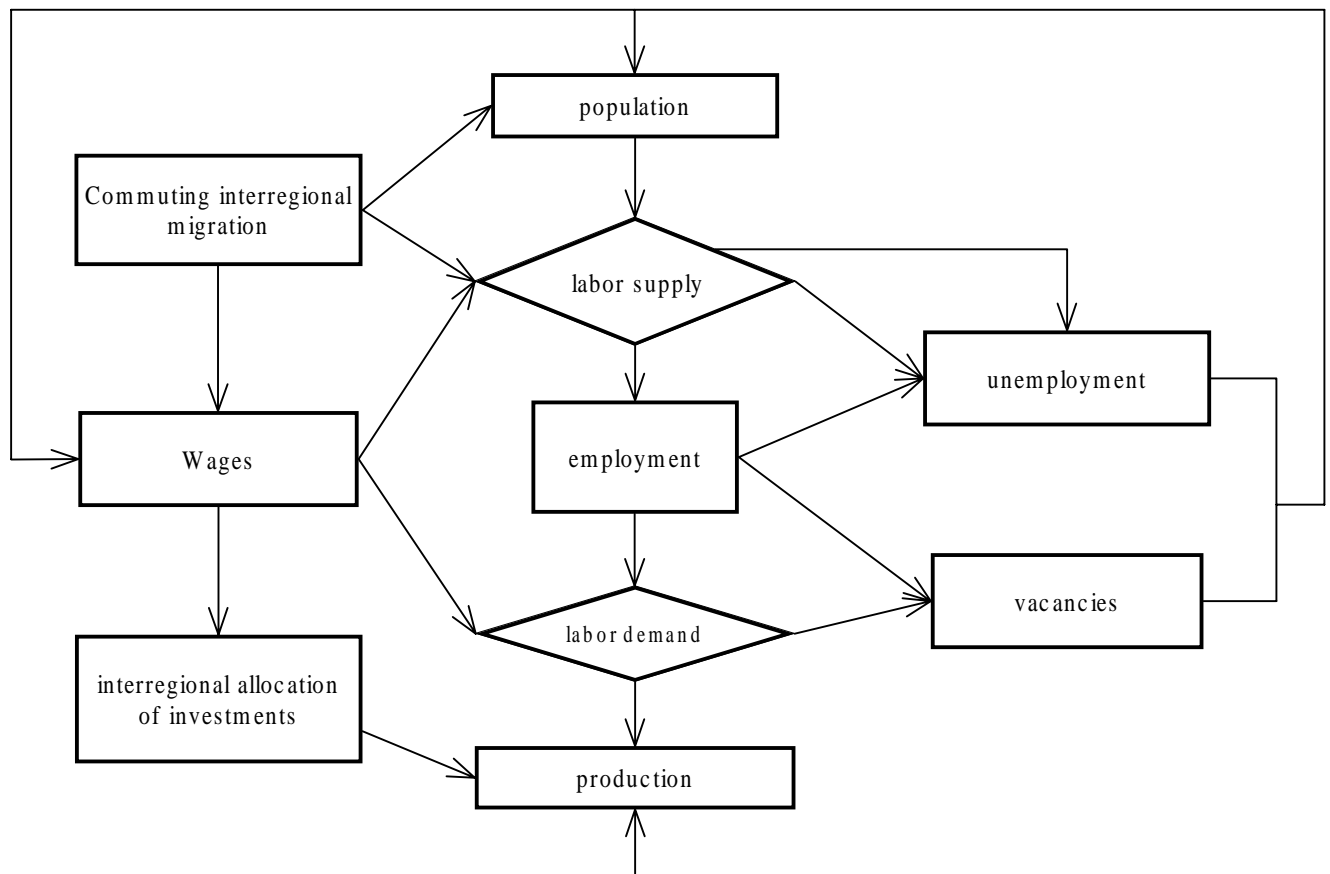 population
Commuting interregional
migration
labor supply
unemployment
Wages
employment
vacancies
labor demand
interregional allocation
of investments
production